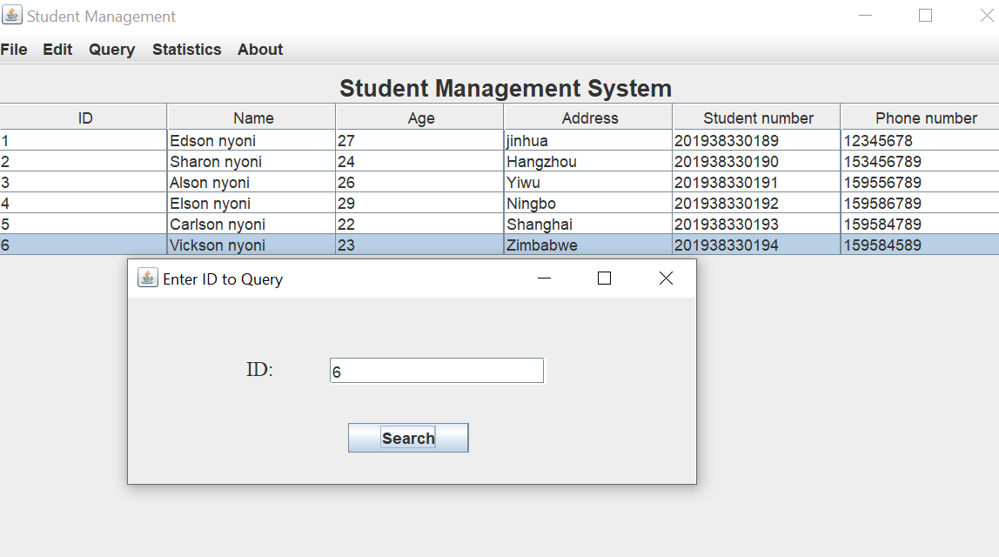 Student Management
File Edit Query Statistics About
Student Management System
ID Name Age Address Student number Phone number
1 Edson nyoni 27 jinhua 201938330189 12345678
2 Sharon nyoni 24 Hangzhou 201938330190 153456789
3 Alson nyoni 26 Yiwu 201938330191 159556789
4 Elson nyoni 29 Ningbo 201938330192 159586789
5 Carlson nyoni 22 Shanghai 201938330193 159584789
6 Vickson nyoni 23 Zimbabwe 201938330194 159584589
Enter ID to Query
ID: 6
Search